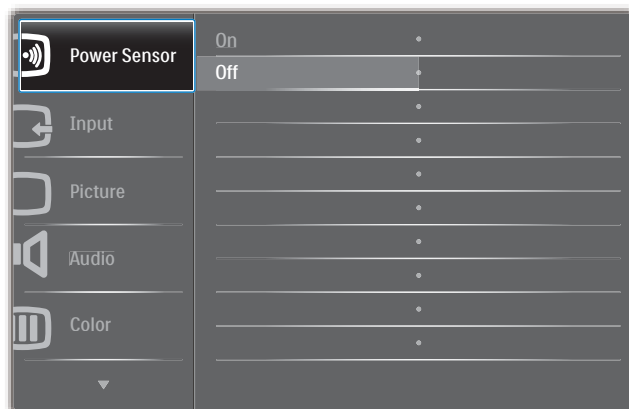 Power Sensor
On
Off
Input
Picture
Audio
Color